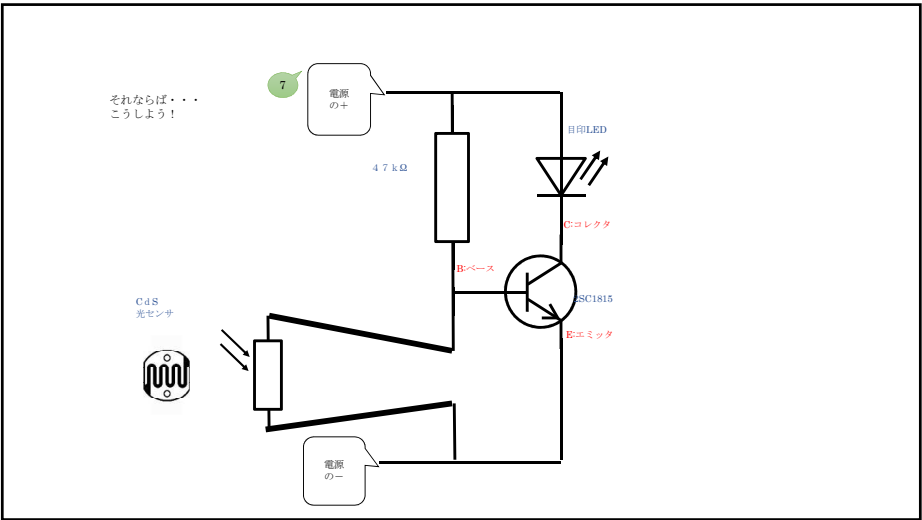 それならば・・・
こうしよう！
7
電源
の＋
目印LED
４７ｋΩ
C:コレクタ
B:ベース
2SC1815
CｄS
光センサ
E:エミッタ
電源
の－